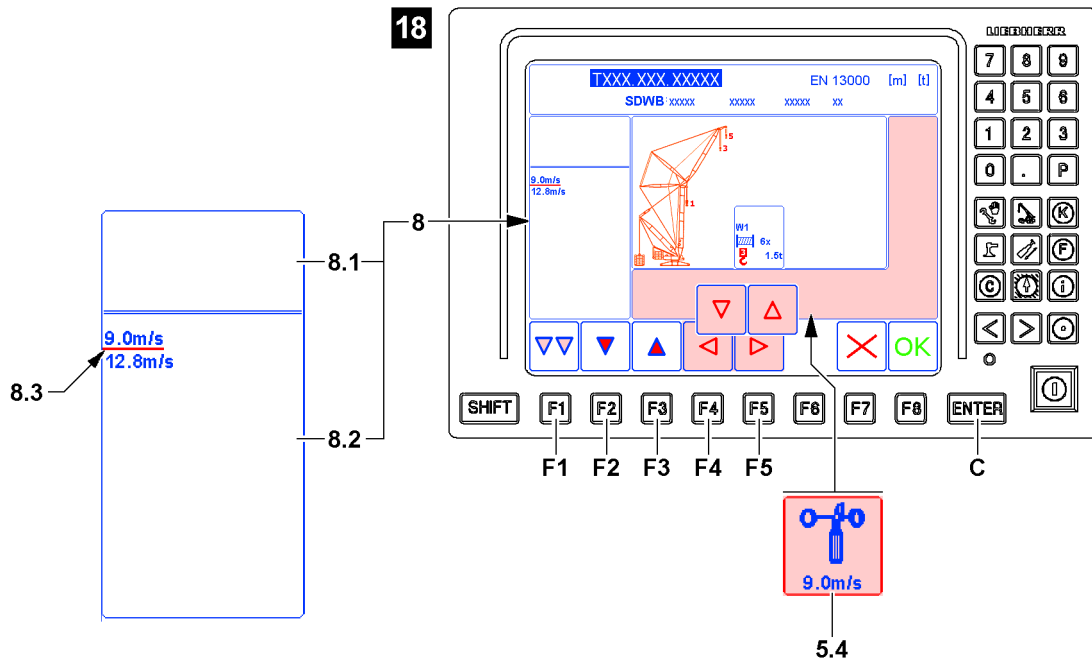 18
LIEBHERR
TXXX.XXX.XXXXX
EN 13000 [m] [t]
SDWB: xxxxx xxxxx xxxxx xx
9.0m/s
12.8m/s
5
3
1
W1
6x
3
1.5t
OK
7 8 9
4 5 6
1 2 3
0 . P
K
F
C i
SHIFT F1 F2 F3 F4 F5 F6 F7 F8 ENTER
F1 F2 F3 F4 F5 C
8
8.1
9.0m/s
12.8m/s
8.3
8.2
9.0m/s
5.4